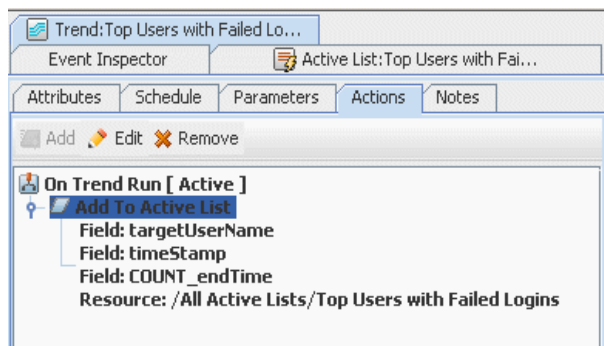 Trend:Top Users with Failed Lo...
Event Inspector Active List:Top Users with Fai...
Attributes Schedule Parameters Actions Notes
Add Edit Remove
On Trend Run [ Active ]
Add To Active List
Field: targetUserName
Field: timeStamp
Field: COUNT_endTime
Resource: /All Active Lists/Top Users with Failed Logins